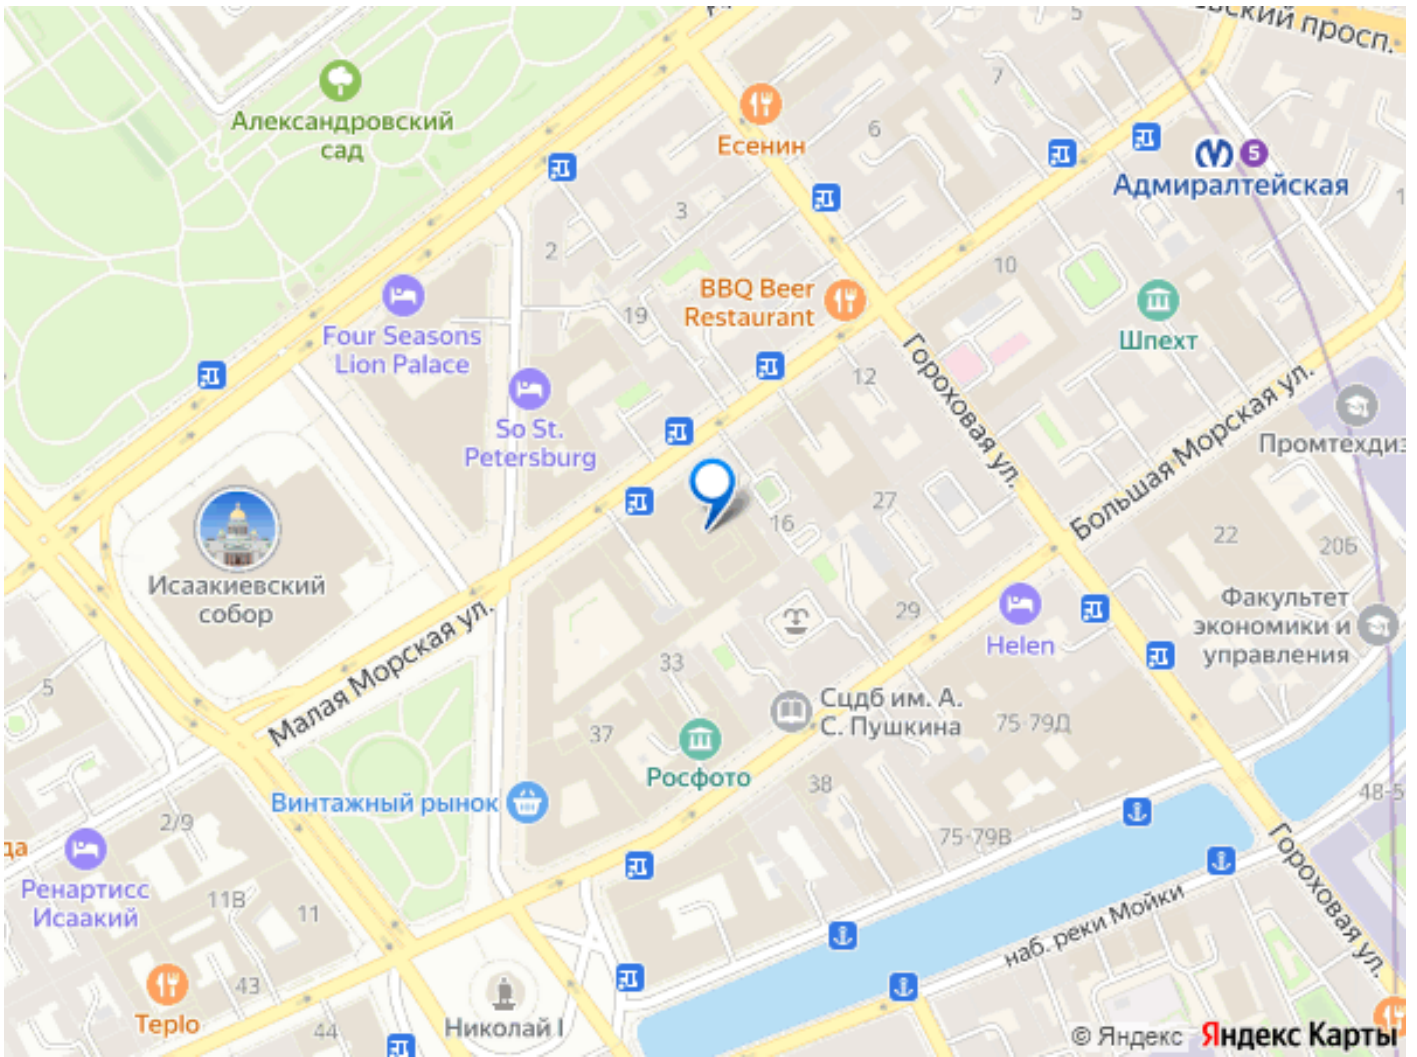 вский просп.
5
7
Александровский
сад
Есенин
6
5
Адмиралтейская
3
2
10
BBQ Beer
Restaurant
19
Four Seasons
Lion Palace
Шпехт
12
Гороховая ул.
Большая Морская ул.
So St.
Petersburg
Промтехдиз
27
16
22
20Б
Исаакиевский
собор
29
Факультет
экономики и
управления
Малая Морская ул.
Helen
33
5
Сцдб им. А.
С. Пушкина
75-79Д
37
Росфото
38
Винтажный рынок
48-5
2/9
75-79В
да
Ренартисс
Исаакий
11В
11
Гороховая ул.
наб. реки Мойки
43
Teplo
44
Николай I
© Яндекс Яндекс Карты